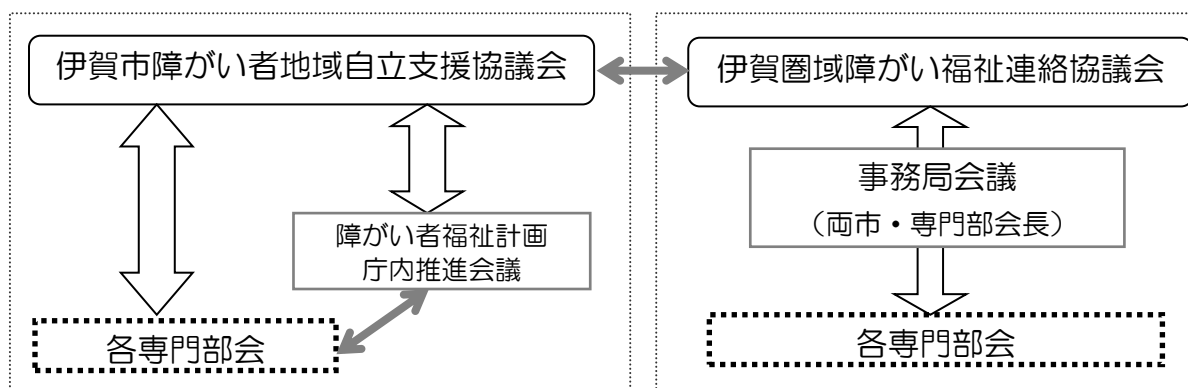 伊賀市障がい者地域自立支援協議会
障がい者福祉計画
庁内推進会議
各専門部会
伊賀圏域障がい福祉連絡協議会
事務局会議
（両市・専門部会長）
各専門部会